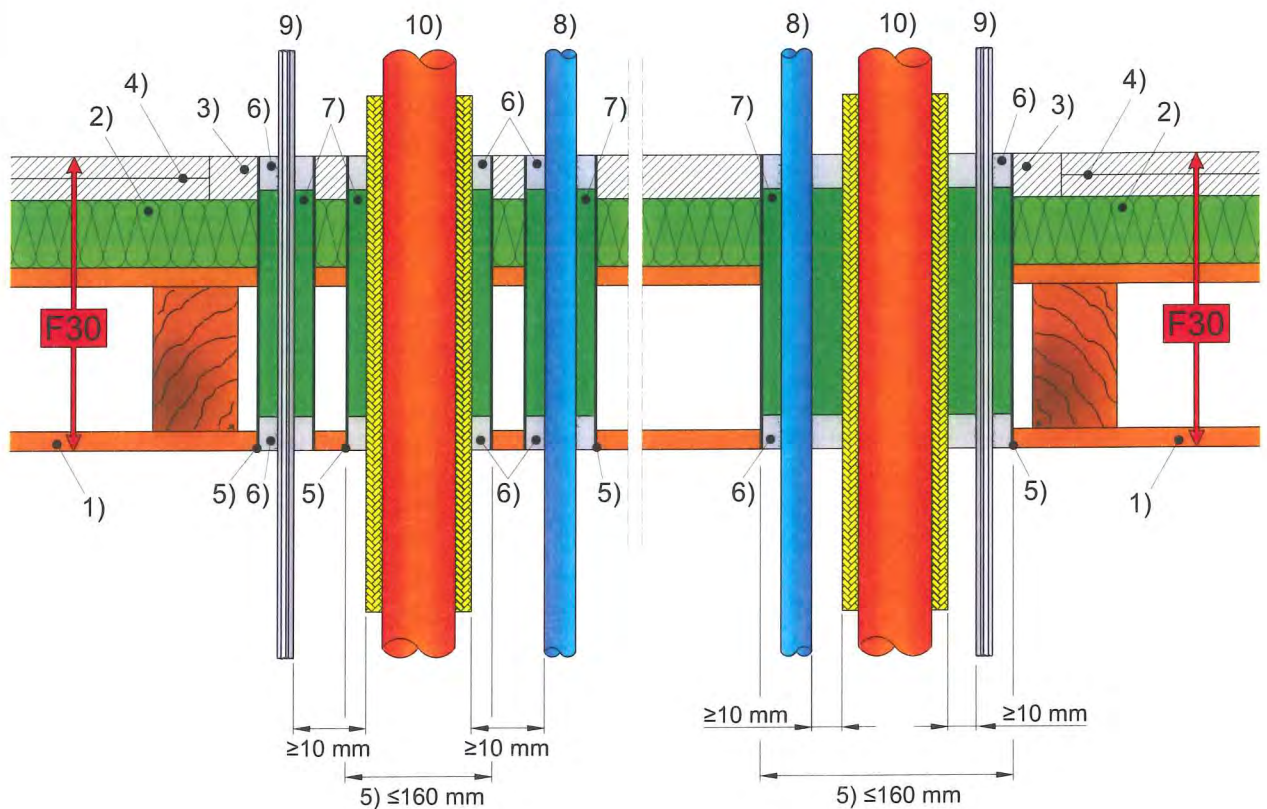 9) 10) 8) 8) 10) 9)
4) 4)
2) 3) 6) 7) 6) 7) 7) 6) 3) 2)
F30 F30
1) 5) 6) 5) 6) 5) 6) 5) 1)
≥10 mm ≥10 mm ≥10 mm ≥10 mm
5) ≤160 mm 5) ≤160 mm